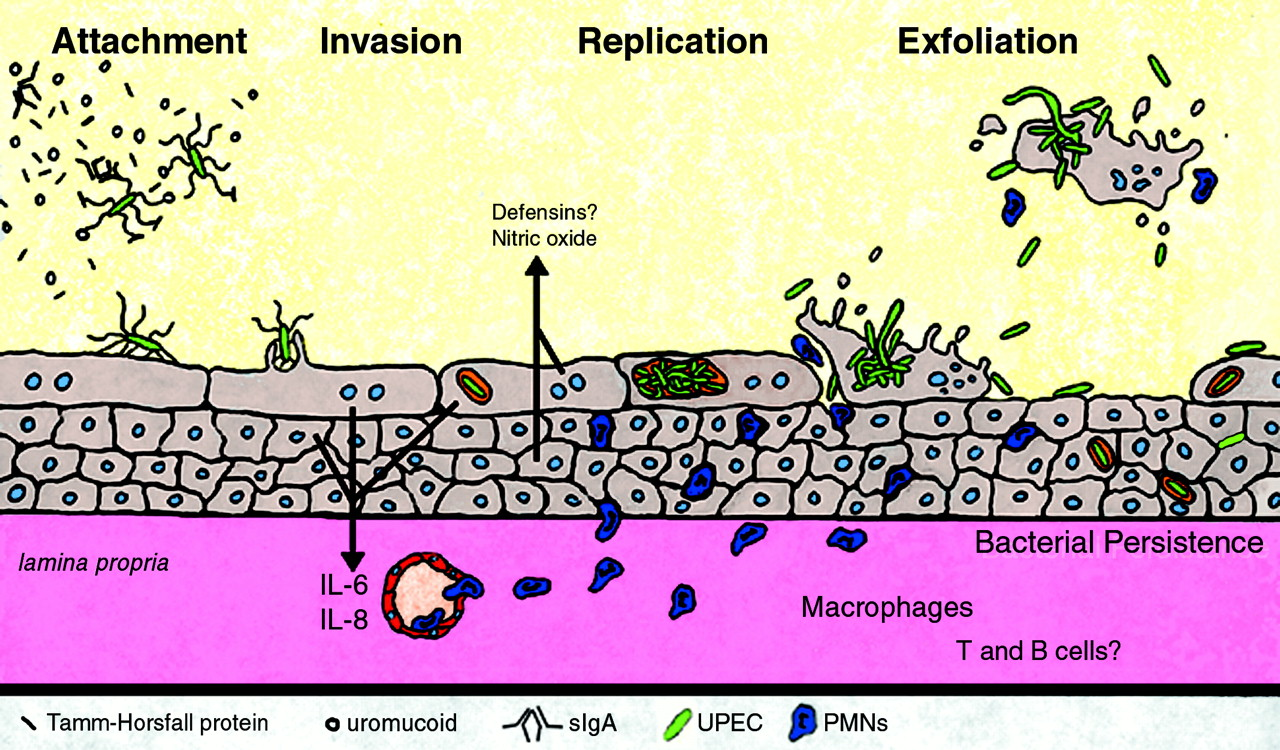 Attachment Invasion Replication Exfoliation
Defensins?
Nitric oxide
lamina propria
IL-6
IL-8
Bacterial Persistence
Macrophages
T and B cells?
Tamm-Horsfall protein uromucoid sIgA UPEC PMNs